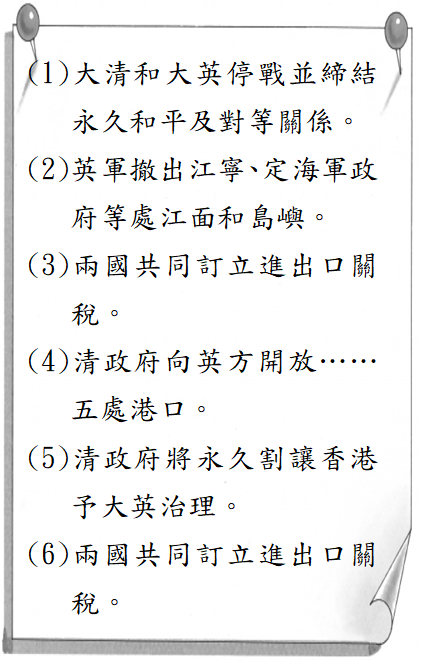 (1)大清和大英停戰並締結
永久和平及對等關係。
(2)英軍撤出江寧、定海軍政
府等處江面和島嶼。
(3)兩國共同訂立進出口關
稅。
(4)清政府向英方開放……
五處港口。
(5)清政府將永久割讓香港
予大英治理。
(6)兩國共同訂立進出口關
稅。